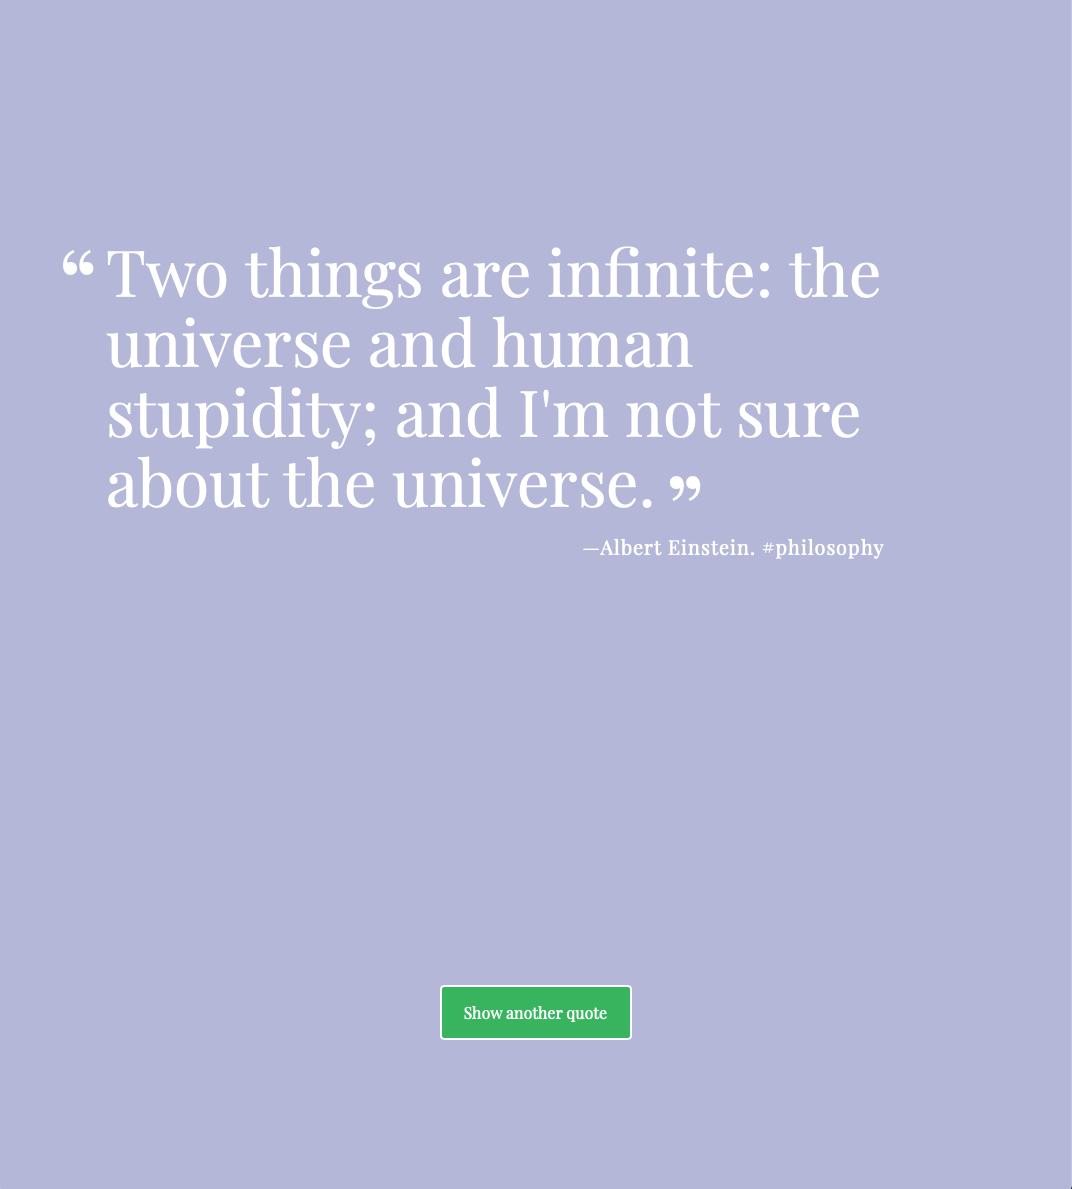 “Two things are infinite: the
universe and human
stupidity; and I'm not sure
about the universe. ”
—Albert Einstein. #philosophy
Show another quote